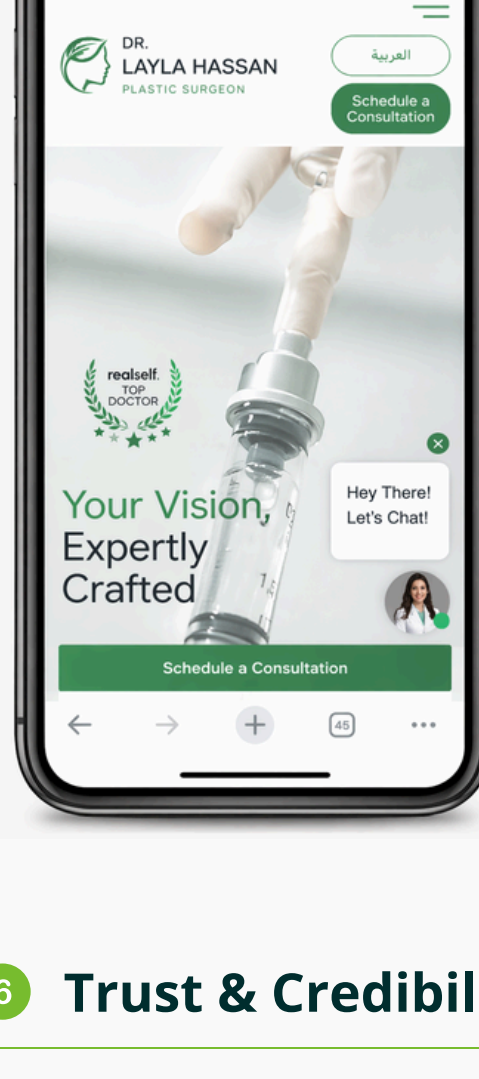 DR.
LAYLA HASSAN
PLASTIC SURGEON
العربية
Schedule a
Consultation
realself.
TOP
DOCTOR
Your Vision,
Expertly
Crafted
Hey There!
Let's Chat!
1
Schedule a Consultation
45
6 Trust & Credibil